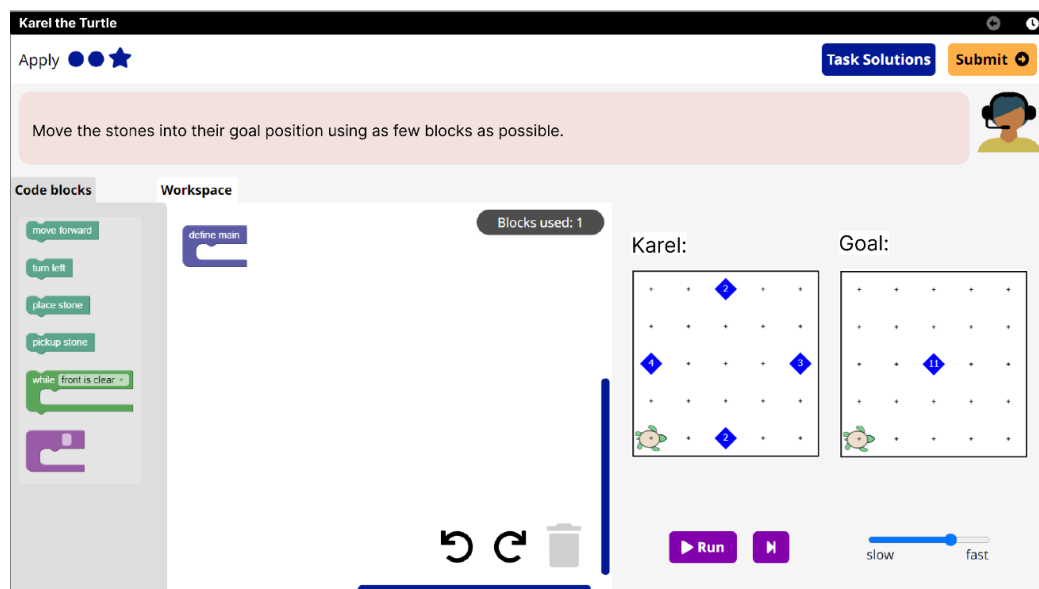 Karel the Turtle
Apply
Task Solutions
Submit
Move the stones into their goal position using as few blocks as possible.
Code blocks
Workspace
move forward
turn left
place stone
pickup stone
while front is clear
define main
Blocks used: 1
Karel:
2
4
3
2
Goal:
11
Run
slow
fast